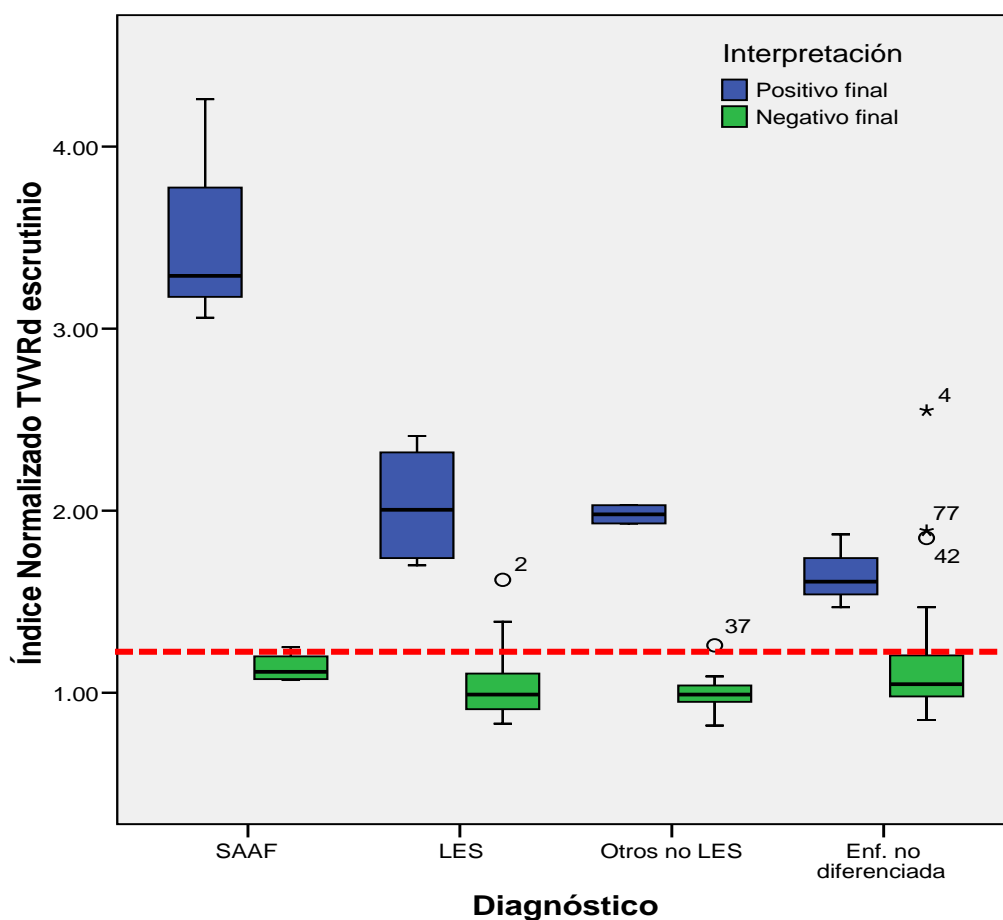 Interpretación
Positivo final
Negativo final
Índice Normalizado TVVRd escrutinio
4.00
3.00
2.00
1.00
4
77
42
2
37
SAAF
LES
Otros no LES
Enf. no
diferenciada
Diagnóstico